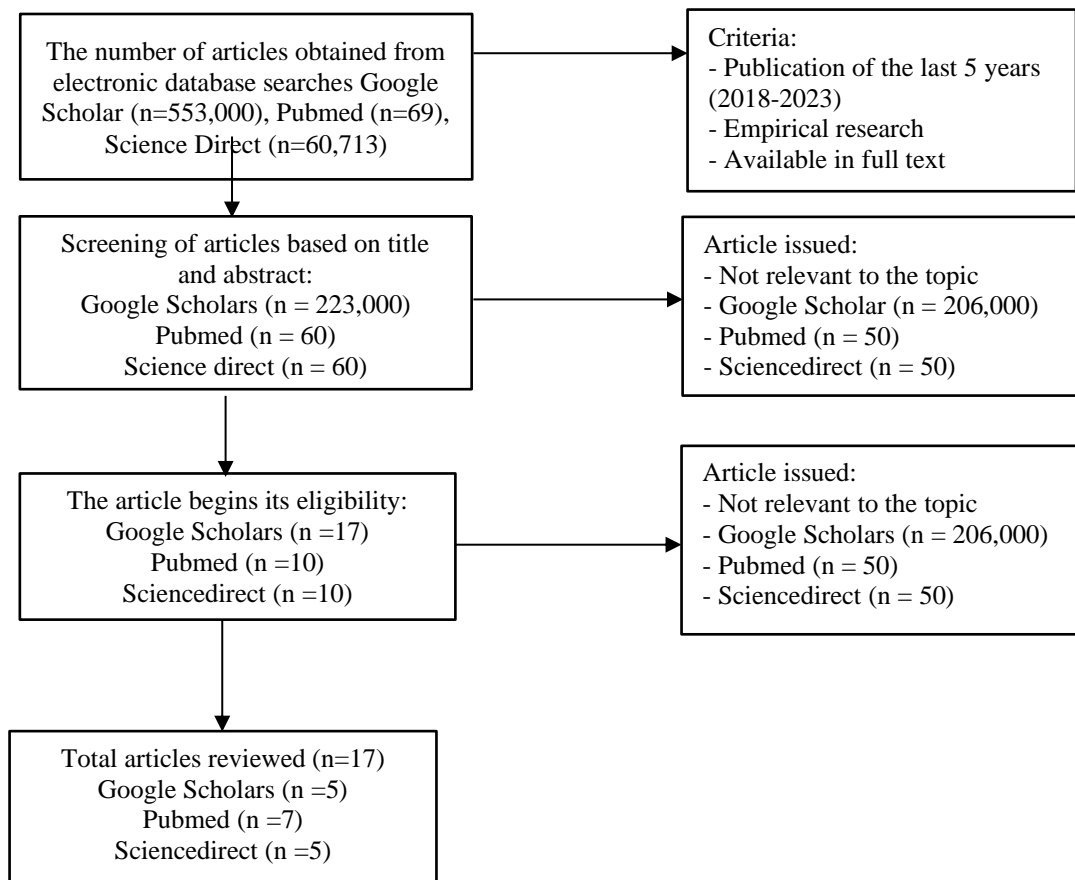 The number of articles obtained from
electronic database searches Google
Scholar (n=553,000), Pubmed (n=69),
Science Direct (n=60,713)
Criteria:
- Publication of the last 5 years
(2018-2023)
- Empirical research
- Available in full text
Screening of articles based on title
and abstract:
Google Scholars (n = 223,000)
Pubmed (n = 60)
Science direct (n = 60)
Article issued:
- Not relevant to the topic
- Google Scholar (n = 206,000)
- Pubmed (n = 50)
- Sciencedirect (n = 50)
The article begins its eligibility:
Google Scholars (n =17)
Pubmed (n =10)
Sciencedirect (n =10)
Article issued:
- Not relevant to the topic
- Google Scholars (n = 206,000)
- Pubmed (n = 50)
- Sciencedirect (n = 50)
Total articles reviewed (n=17)
Google Scholars (n =5)
Pubmed (n =7)
Sciencedirect (n =5)